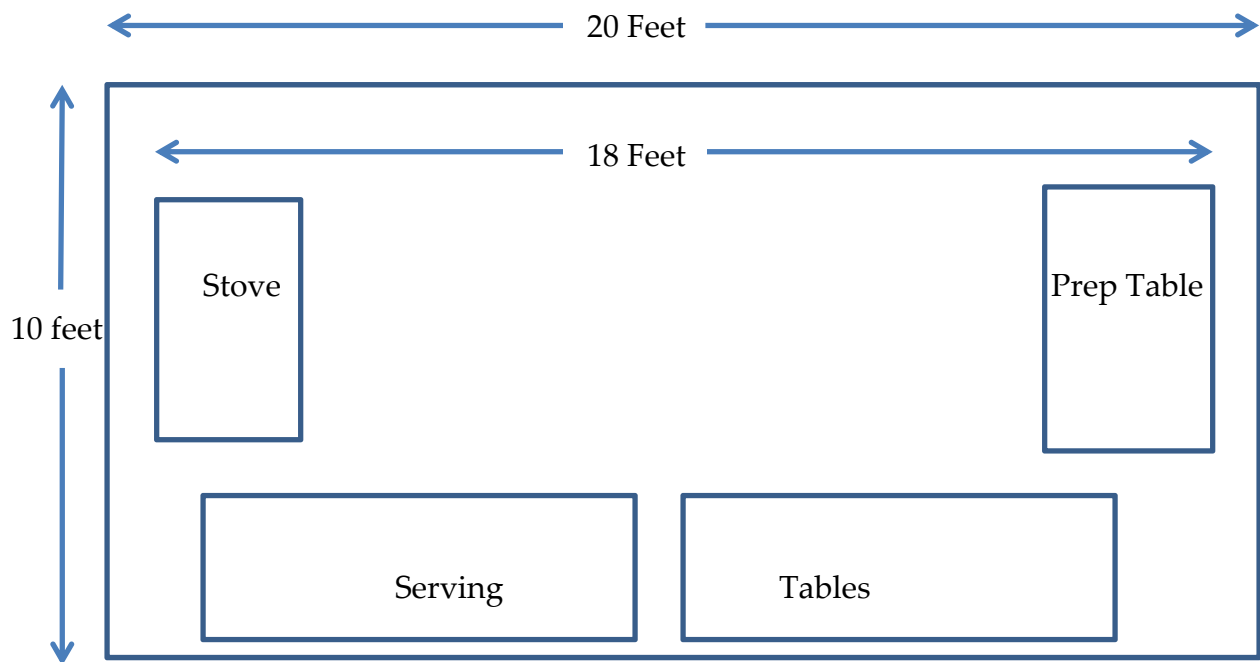 20 Feet
18 Feet
Stove
Prep Table
10 feet
Serving
Tables